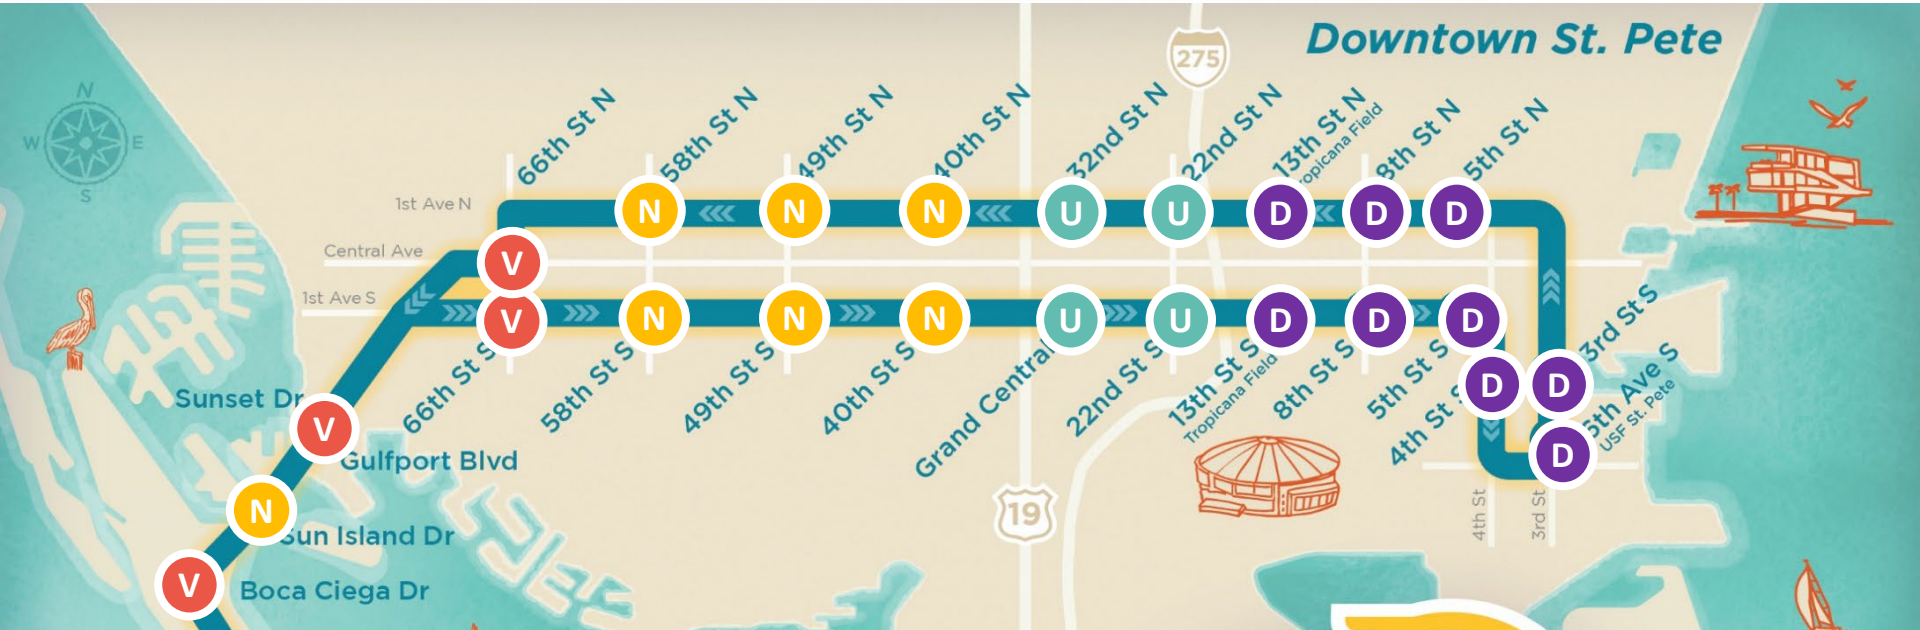 Downtown St. Pete
275
N
W
E
S
66th St N
58th St N
49th St N
40th St N
32nd St N
22nd St N
13th St N
ropicana Field
8th St N
5th St N
1st Ave N
N
N
N
U
U
D
D
D
Central Ave
V
1st Ave S
V
N
N
N
U
U
D
D
D
66th St S
58th St S
49th St S
40th St S
Grand Central
22nd St S
13th St S
Tropicana Field
8th St S
5th St S
4th St S
D
D
3rd St S
D
5th Ave S
USF St. Pete
Sunset Dr
V
Gulfport Blvd
N
Sun Island Dr
V
Boca Ciega Dr
19
4th St
3rd St